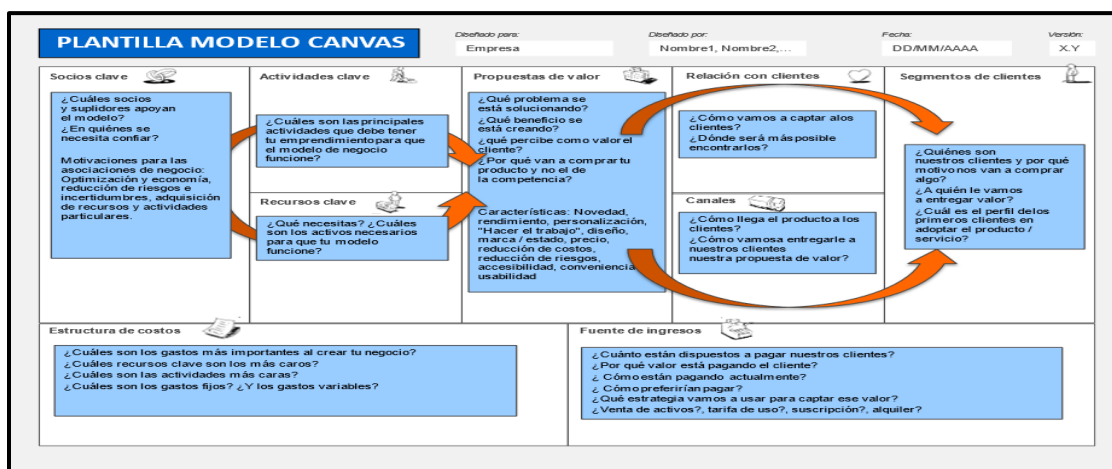 PLANTILLA MODELO CANVAS
Diseñado para:
Empresa
Diseñado por:
Nombre1, Nombre2,...
Fecha:
DD/MM/AAAA
Versión:
X.Y
Socios clave
¿Cuáles socios
y suplidores apoyan
el modelo?
¿En quiénes se
necesita confiar?
Motivaciones para las
asociaciones de negocio:
Optimización y economía,
reducción de riesgos e
incertidumbres, adquisición
de recursos y actividades
particulares.
Actividades clave
¿Cuáles son las principales
actividades que debe tener
tu emprendimiento para que
el modelo de negocio
funcione?
Recursos clave
¿Qué necesitas? ¿Cuáles
son los activos necesarios
para que tu modelo
funcione?
Propuestas de valor
¿Qué problema se
está solucionando?
¿Qué beneficio se
está creando?
¿qué percibe como valor el
cliente?
¿Por qué van a comprar tu
producto y no el de
la competencia?
Características: Novedad,
rendimiento, personalización,
"Hacer el trabajo", diseño,
marca / estado, precio,
reducción de costos,
reducción de riesgos,
accesibilidad, conveniencia
usabilidad
Relación con clientes
¿Cómo vamos a captar alos
clientes?
¿Dónde será másposible
encontrarlos?
Canales
¿Cómo llega el productoa los
clientes?
¿Cómo vamosa entregarle a
nuestros clientes
nuestra propuesta de valor?
Segmentos de clientes
¿Quiénes son
nuestros clientes y por qué
motivo nos van a comprar
algo?
¿A quién le vamos
a entregar valor?
¿Cuál es el perfil delos
primeros clientes en
adoptar el producto /
servicio?
Estructura de costos
¿Cuáles son los gastos más importantes al crear tu negocio?
¿Cuáles recursos clave son los más caros?
¿Cuáles son las actividades más caras?
¿Cuáles son los gastos fijos? ¿Y los gastos variables?
Fuente de ingresos
¿Cuánto están dispuestos a pagar nuestros clientes?
¿Por qué valor está pagando el cliente?
¿ Cómo están pagando actualmente?
¿ Cómo preferirían pagar?
¿Qué estrategia vamos a usar para captar ese valor?
¿Venta de activos?, tarifa de uso?, suscripción?, alquiler?